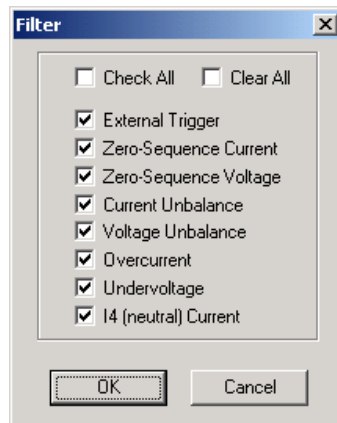 Filter
Check All Clear All
External Trigger
Zero-Sequence Current
Zero-Sequence Voltage
Current Unbalance
Voltage Unbalance
Overcurrent
Undervoltage
I4 (neutral) Current
OK Cancel